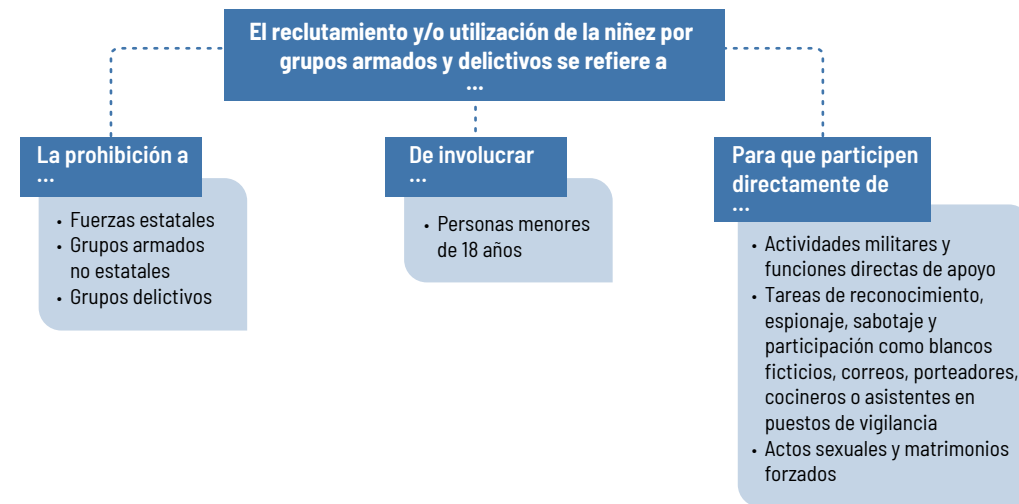 El reclutamiento y/o utilización de la niñez por
grupos armados y delictivos se refiere a
...
La prohibición a
...
• Fuerzas estatales
• Grupos armados
no estatales
• Grupos delictivos
De involucrar
...
• Personas menores
de 18 años
Para que participen
directamente de
...
• Actividades militares y
funciones directas de apoyo
• Tareas de reconocimiento,
espionaje, sabotaje y
participación como blancos
ficticios, correos, porteadores,
cocineros o asistentes en
puestos de vigilancia
• Actos sexuales y matrimonios
forzados